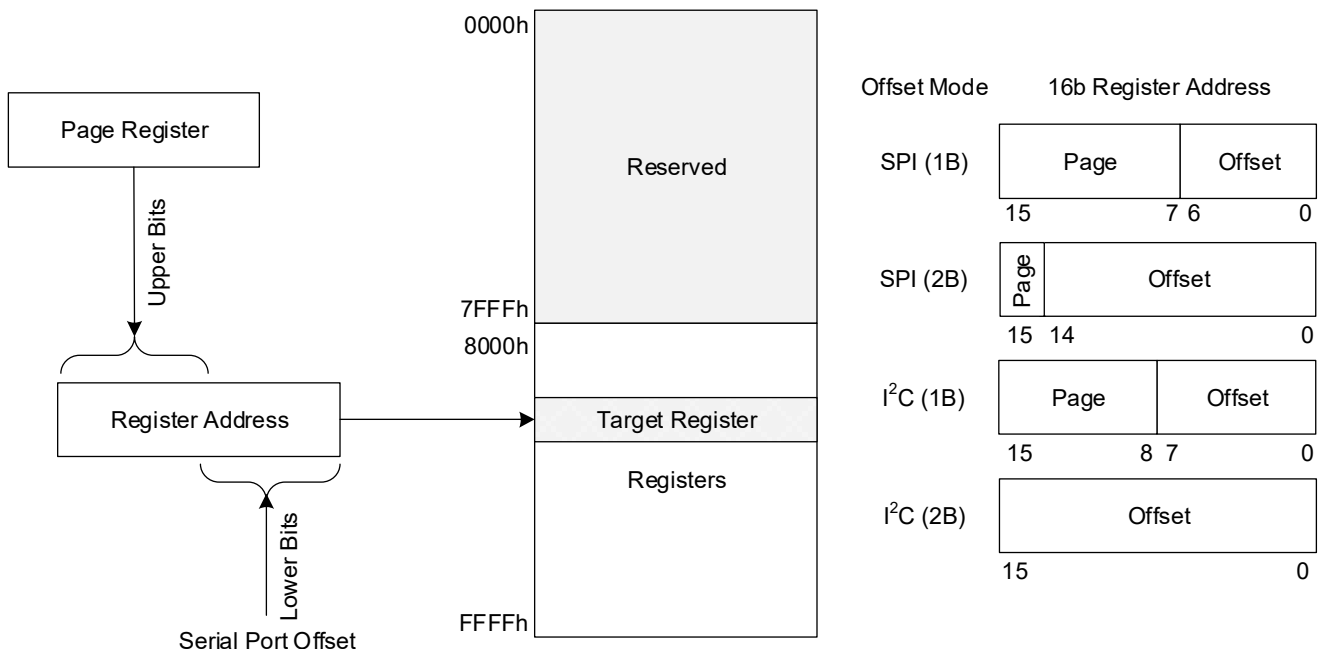 0000h
Page Register
Upper Bits
Reserved
7FFFh
8000h
Register Address
Target Register
Registers
Lower Bits
Serial Port Offset
FFFFh
Offset Mode 16b Register Address
SPI (1B) Page Offset
15 7 6 0
SPI (2B) Page Offset
15 14 0
I²C (1B) Page Offset
15 8 7 0
I²C (2B) Offset
15 0